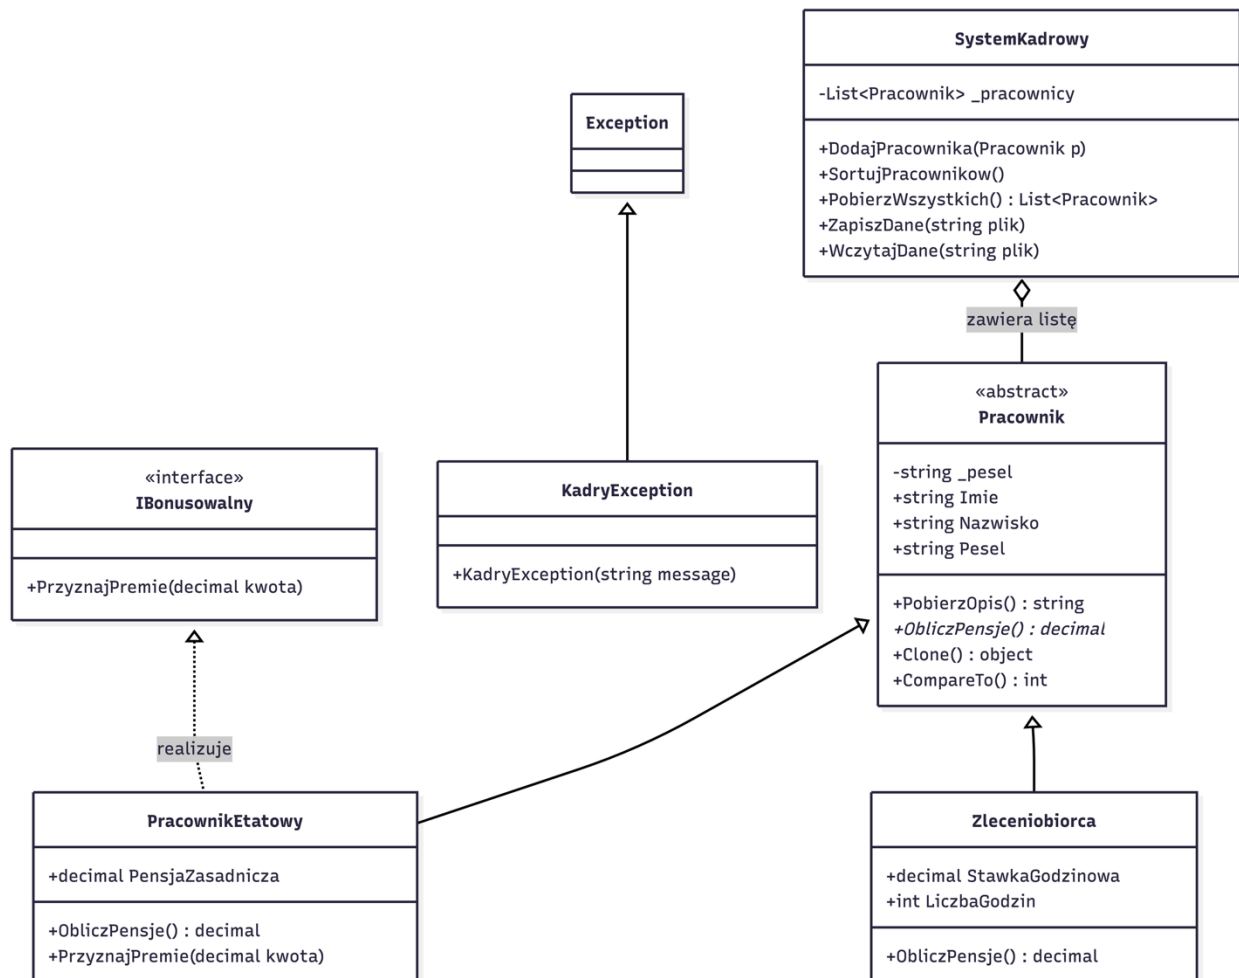 SystemKadrowy
-List<Pracownik> _pracownicy
+DodajPracownika(Pracownik p)
+SortujPracownikow()
+PobierzWszystkich() : List<Pracownik>
+ZapiszDane(string plik)
+WczytajDane(string plik)
Exception
zawiera listę
«abstract»
Pracownik
-string _pesel
+string Imie
+string Nazwisko
+string Pesel
+PobierzOpis() : string
+ObliczPensje() : decimal
+Clone() : object
+CompareTo() : int
«interface»
IBonusowalny
+PrzyznajPremie(decimal kwota)
KadryException
+KadryException(string message)
realizuje
PracownikEtatowy
+decimal PensjaZasadnicza
+ObliczPensje() : decimal
+PrzyznajPremie(decimal kwota)
Zleceniobiorca
+decimal StawkaGodzinowa
+int LiczbaGodzin
+ObliczPensje() : decimal